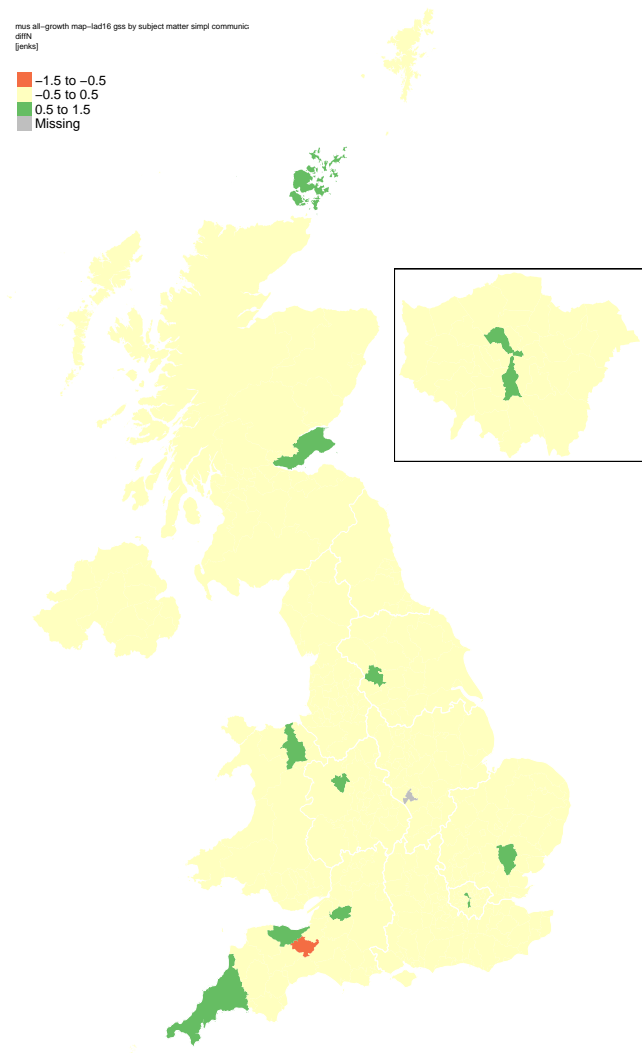 mus all−growth map−lad16 gss by subject matter simpl communic
diffN
[jenks]
−1.5 to −0.5
−0.5 to 0.5
0.5 to 1.5
Missing